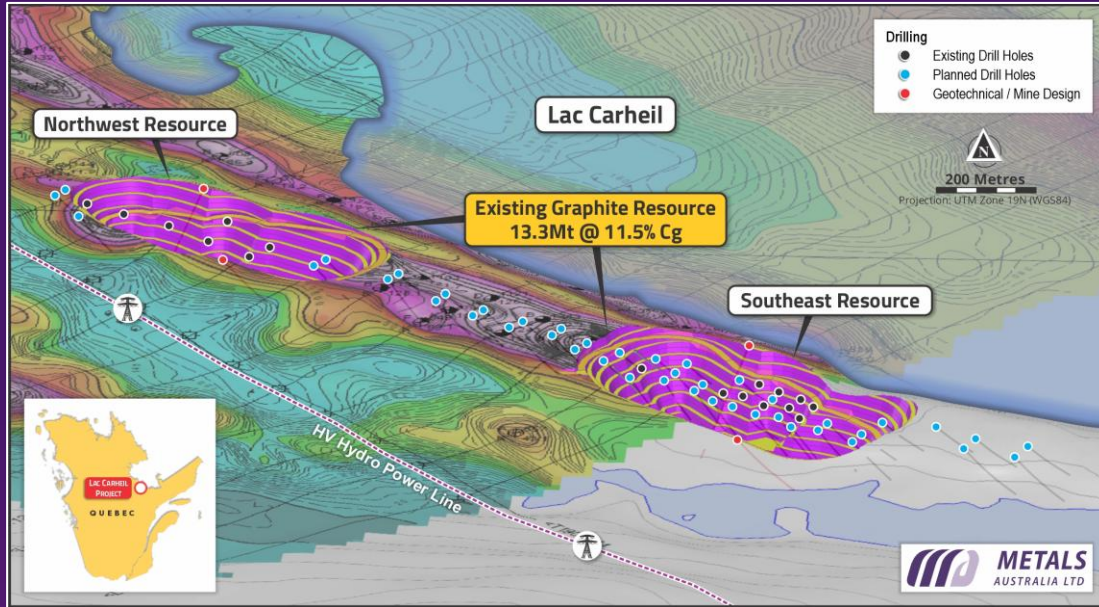 Drilling
Existing Drill Holes
Planned Drill Holes
Geotechnical / Mine Design
N
200 Metres
Projection: UTM Zone 19N (WGS84)
Lac Carheil
Northwest Resource
Existing Graphite Resource
13.3Mt @ 11.5% Cg
Southeast Resource
HV Hydro Power Line
LAC CARHEIL
PROJECT
QUEBEC
METALS
AUSTRALIA LTD